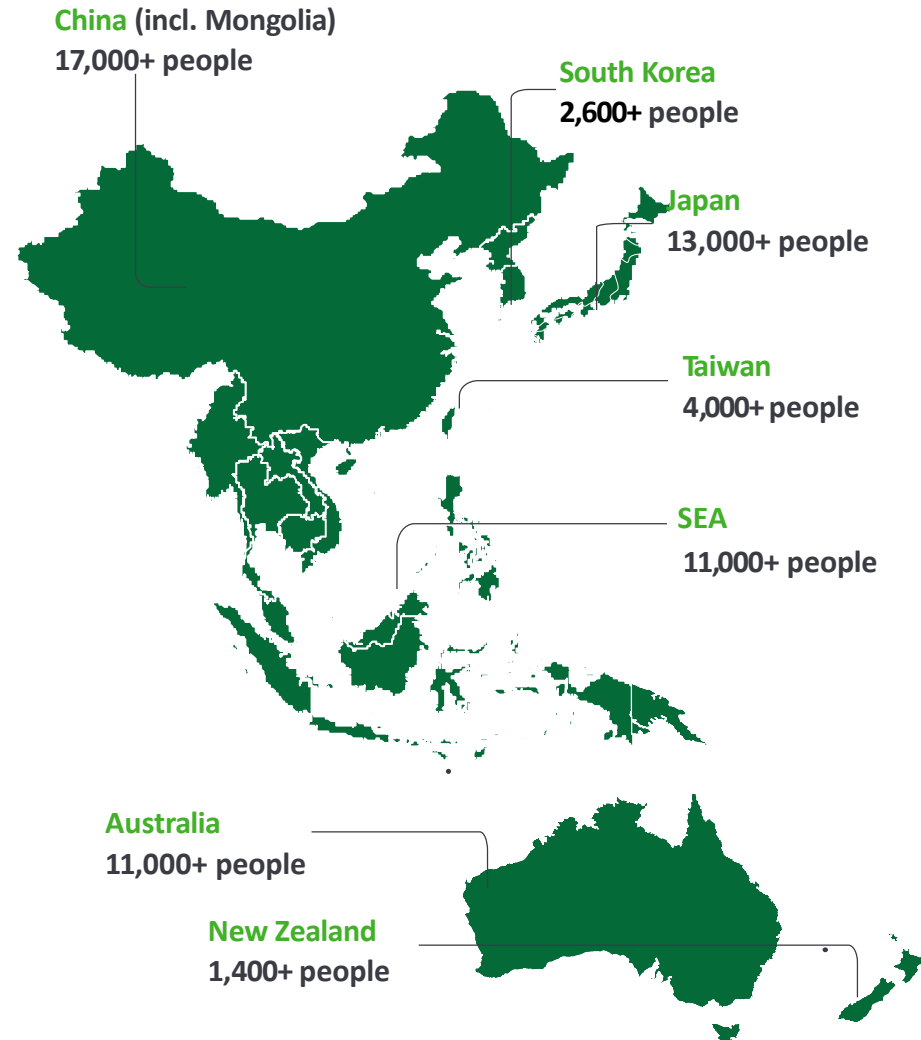 China (incl. Mongolia)
17,000+ people
South Korea
2,600+ people
Japan
13,000+ people
Taiwan
4,000+ people
SEA
11,000+ people
Australia
11,000+ people
New Zealand
1,400+ people